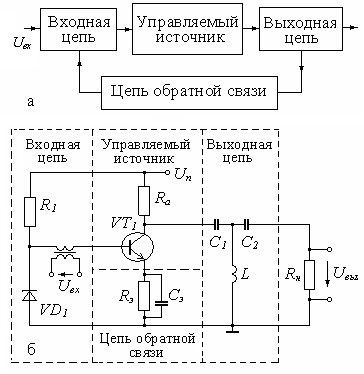 Входная цепь
Управляемый источник
Выходная цепь
Uвх
Цепь обратной связи
а
Входная цепь
Управляемый источник
Выходная цепь
Uп
R1
Rа
VT1
C1
C2
Uвх
L
Rн
Uвых
VD1
Rэ
Cэ
Цепь обратной связи
б